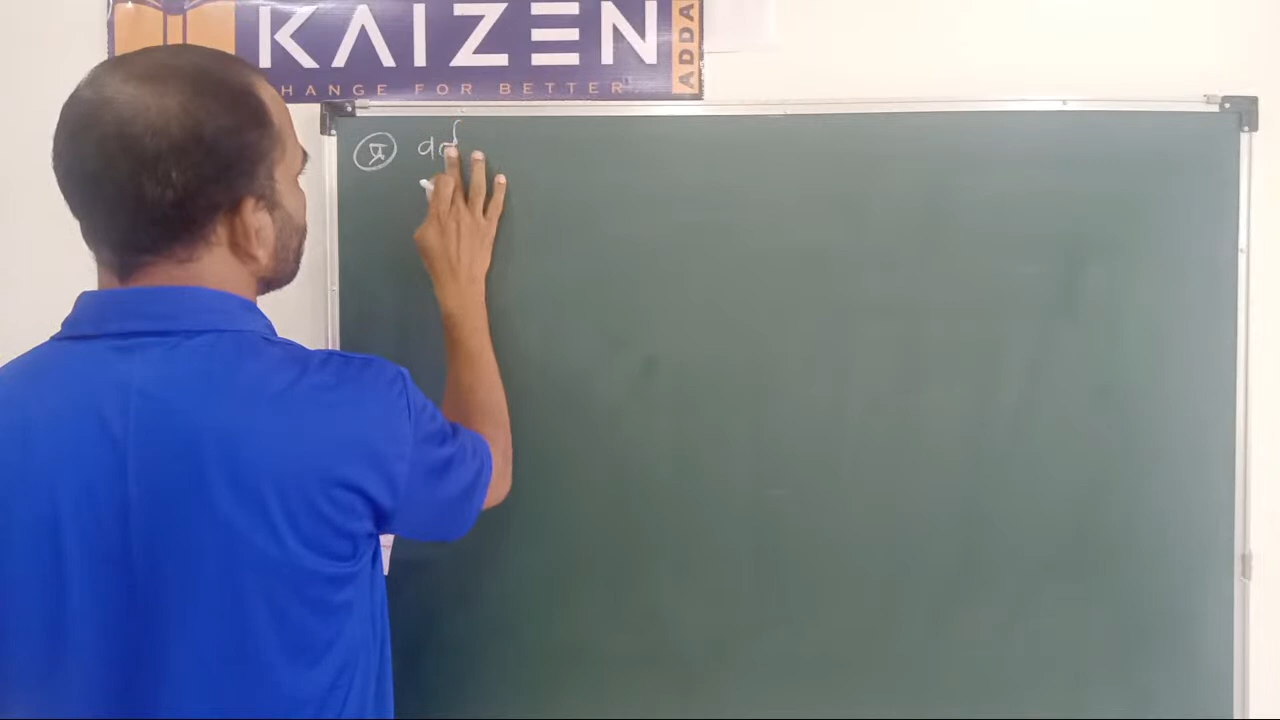 KAIZEN
ADDA
HANGE FOR BETTER
प्र